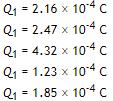 Q₁ = 2.16 × 10⁻⁴ C
Q₁ = 2.47 × 10⁻⁴ C
Q₁ = 4.32 × 10⁻⁴ C
Q₁ = 1.23 × 10⁻⁴ C
Q₁ = 1.85 × 10⁻⁴ C